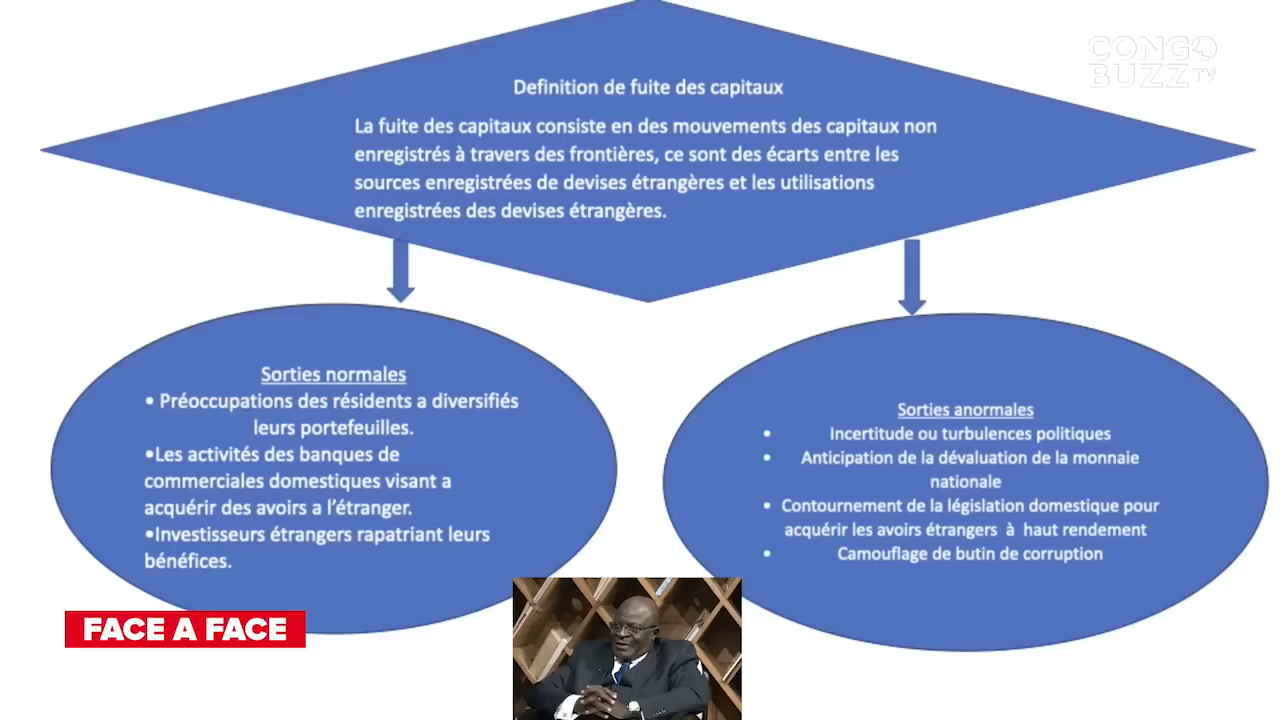 CONGO
BUZZTV
Definition de fuite des capitaux
La fuite des capitaux consiste en des mouvements des capitaux non
enregistrés à travers des frontières, ce sont des écarts entre les
sources enregistrées de devises étrangères et les utilisations
enregistrées des devises étrangères.
Sorties normales
• Préoccupations des résidents a diversifiés
leurs portefeuilles.
•Les activités des banques de
commerciales domestiques visant a
acquérir des avoirs a l'étranger.
•Investisseurs étrangers rapatriant leurs
bénéfices.
Sorties anormales
• Incertitude ou turbulences politiques
• Anticipation de la dévaluation de la monnaie
nationale
• Contournement de la législation domestique pour
acquérir les avoirs étrangers à haut rendement
• Camouflage de butin de corruption
FACE A FACE